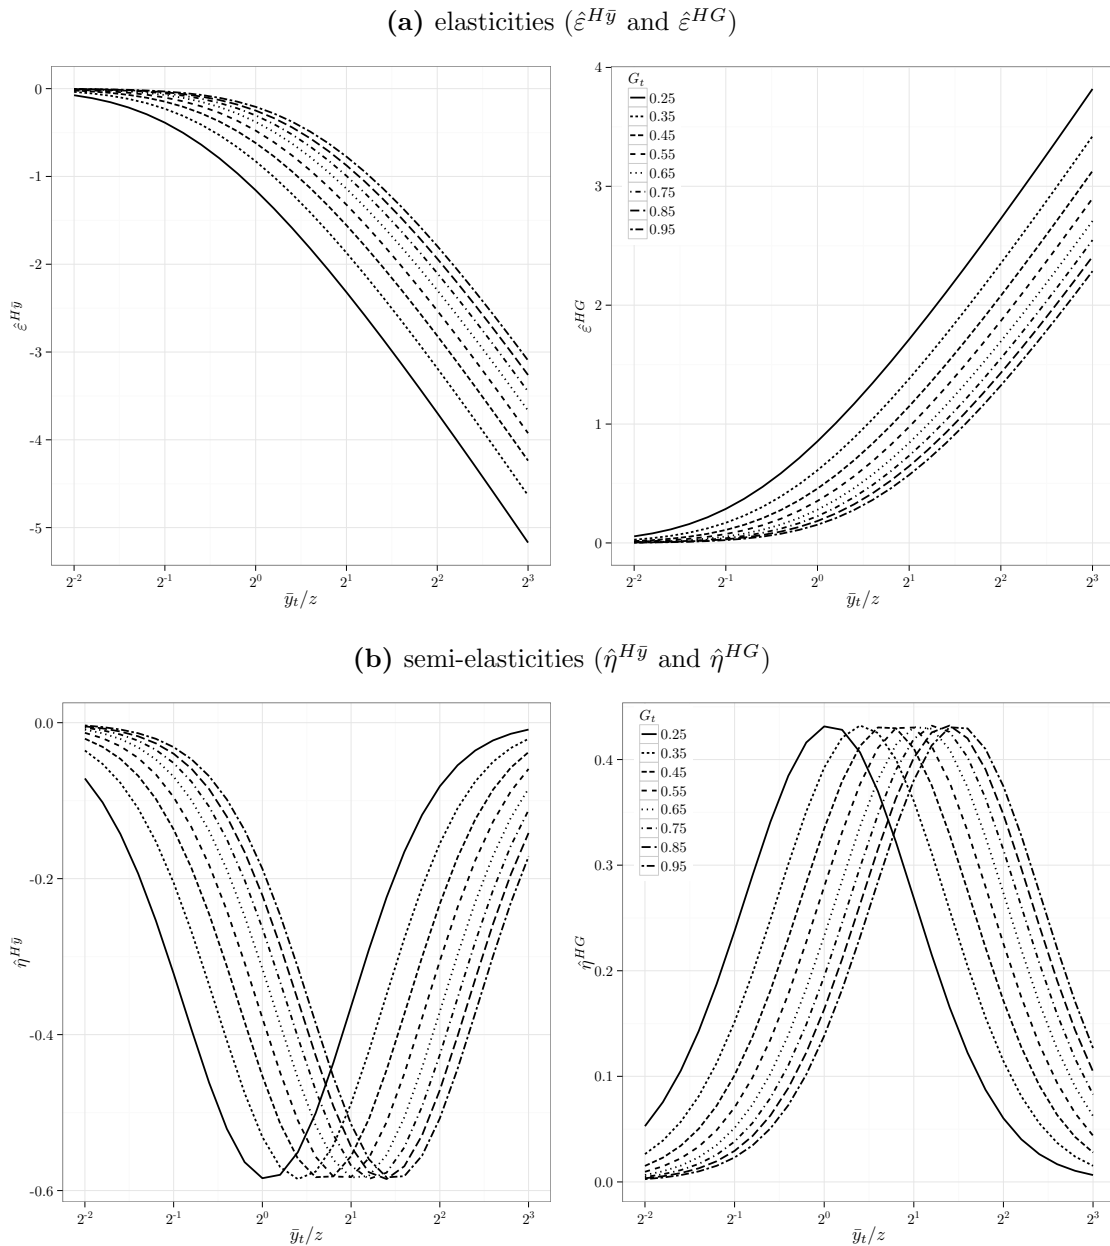 (a) elasticities (ε̂^{Hȳ} and ε̂^{HG})
0
-1
-2
-3
-4
-5
ε̂^{Hȳ}
2^{-2} 2^{-1} 2^{0} 2^{1} 2^{2} 2^{3}
ȳ_t/z
4
3
2
1
0
ε̂^{HG}
G_t
0.25
0.35
0.45
0.55
0.65
0.75
0.85
0.95
2^{-2} 2^{-1} 2^{0} 2^{1} 2^{2} 2^{3}
ȳ_t/z
(b) semi-elasticities (η̂^{Hȳ} and η̂^{HG})
0.0
-0.2
-0.4
-0.6
η̂^{Hȳ}
2^{-2} 2^{-1} 2^{0} 2^{1} 2^{2} 2^{3}
ȳ_t/z
0.4
0.3
0.2
0.1
0.0
η̂^{HG}
G_t
0.25
0.35
0.45
0.55
0.65
0.75
0.85
0.95
2^{-2} 2^{-1} 2^{0} 2^{1} 2^{2} 2^{3}
ȳ_t/z